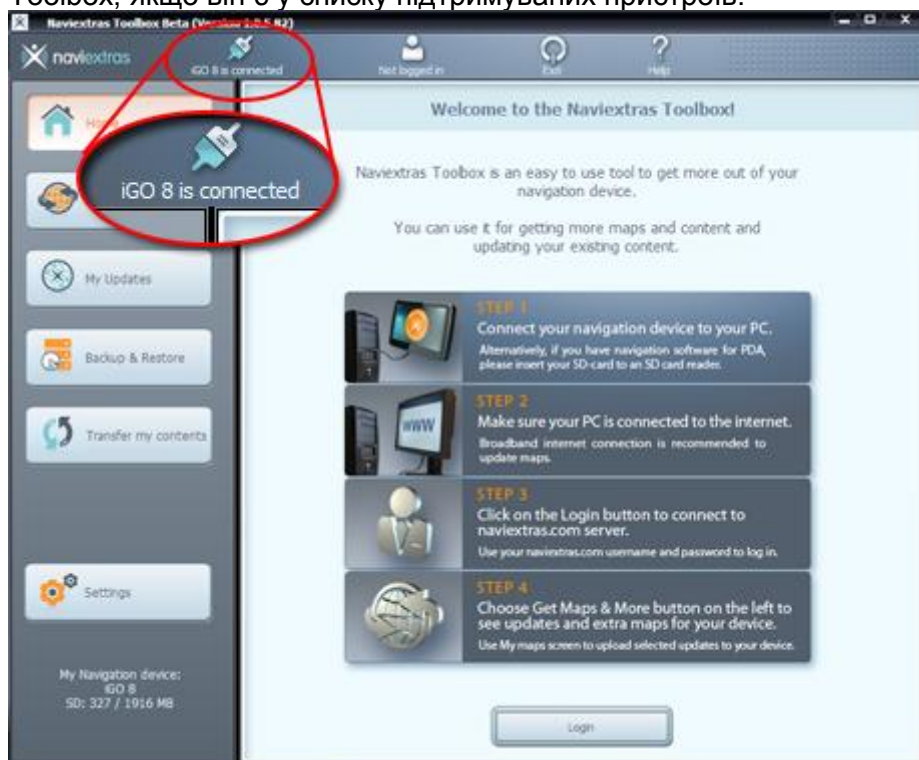 Toolbox, якщо він є у списку підтримуваних пристроїв.
Naviextras Toolbox Beta (Version 1.0.5 R2)
naviextras
iGO 8 is connected
Not logged in
Exit
Help
Home
iGO 8 is connected
My Updates
Backup & Restore
Transfer my contents
Settings
My Navigation device:
iGO 8
SD: 327 / 1916 MB
Welcome to the Naviextras Toolbox!
Naviextras Toolbox is an easy to use tool to get more out of your
navigation device.
You can use it for getting more maps and content and
updating your existing content.
STEP 1
Connect your navigation device to your PC.
Alternatively, if you have navigation software for PDA,
please insert your SD-card to an SD card reader.
STEP 2
Make sure your PC is connected to the internet.
Broadband internet connection is recommended to
update maps.
WWW
STEP 3
Click on the Login button to connect to
naviextras.com server.
Use your naviextras.com username and password to log in.
STEP 4
Choose Get Maps & More button on the left to
see updates and extra maps for your device.
Use My maps screen to upload selected updates to your device.
Login